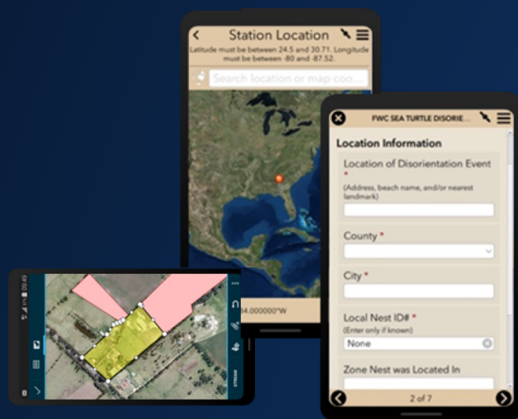 Station Location
Latitude must be between 24.5 and 30.71. Longitude
must be between -80 and -87.52.
Search location or map coo...
84.000000°W
FWC SEA TURTLE DISORIE...
Location Information
Location of Disorientation Event
*
(Address, beach name, and/or nearest
landmark)
County *
City *
Local Nest ID# *
(Enter only if known)
None
Zone Nest was Located In
2 of 7
STREAM